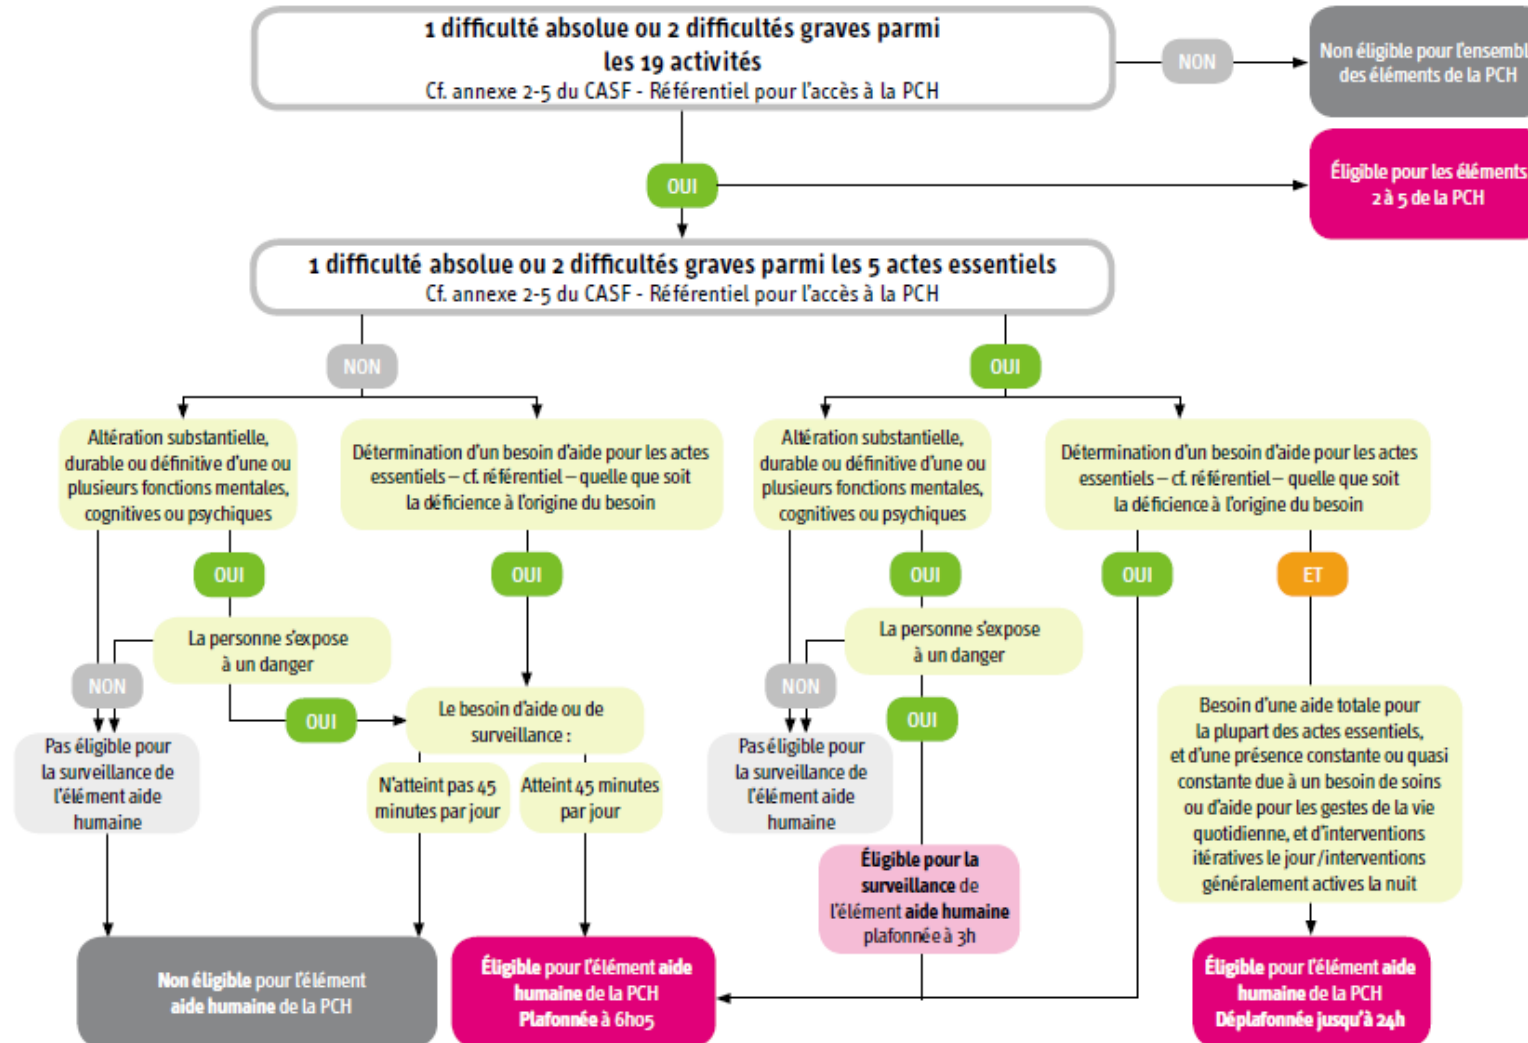 1 difficulté absolue ou 2 difficultés graves parmi
les 19 activités
Cf. annexe 2-5 du CASF - Référentiel pour l'accès à la PCH
NON
Non éligible pour l'ensembl
des éléments de la PCH
OUI
Éligible pour les éléments
2 à 5 de la PCH
1 difficulté absolue ou 2 difficultés graves parmi les 5 actes essentiels
Cf. annexe 2-5 du CASF - Référentiel pour l'accès à la PCH
NON
OUI
Altération substantielle,
durable ou définitive d'une ou
plusieurs fonctions mentales,
cognitives ou psychiques
Détermination d'un besoin d'aide pour les actes
essentiels – cf. référentiel – quelle que soit
la déficience à l'origine du besoin
Altération substantielle,
durable ou définitive d'une ou
plusieurs fonctions mentales,
cognitives ou psychiques
Détermination d'un besoin d'aide pour les actes
essentiels – cf. référentiel – quelle que soit
la déficience à l'origine du besoin
OUI
OUI
OUI
OUI
ET
La personne s'expose
à un danger
La personne s'expose
à un danger
NON
OUI
Le besoin d'aide ou de
surveillance :
NON
OUI
Pas éligible pour
la surveillance de
l'élément aide
humaine
N'atteint pas 45
minutes par jour
Atteint 45 minutes
par jour
Pas éligible pour
la surveillance de
l'élément aide
humaine
Besoin d'une aide totale pour
la plupart des actes essentiels,
et d'une présence constante ou quasi
constante due à un besoin de soins
ou d'aide pour les gestes de la vie
quotidienne, et d'interventions
itératives le jour/interventions
généralement actives la nuit
Éligible pour la
surveillance de
l'élément aide humaine
plafonnée à 3h
Non éligible pour l'élément
aide humaine de la PCH
Éligible pour l'élément aide
humaine de la PCH
Plafonnée à 6h05
Éligible pour l'élément aide
humaine de la PCH
Déplafonnée jusqu'à 24h